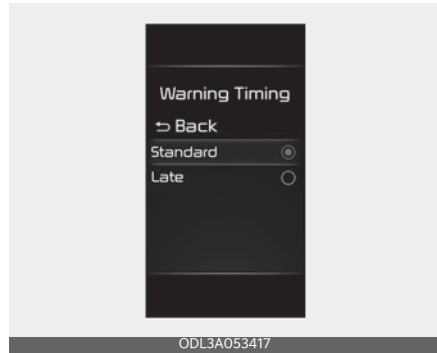 Warning Timing
⮌ Back
Standard
Late
ODL3A053417